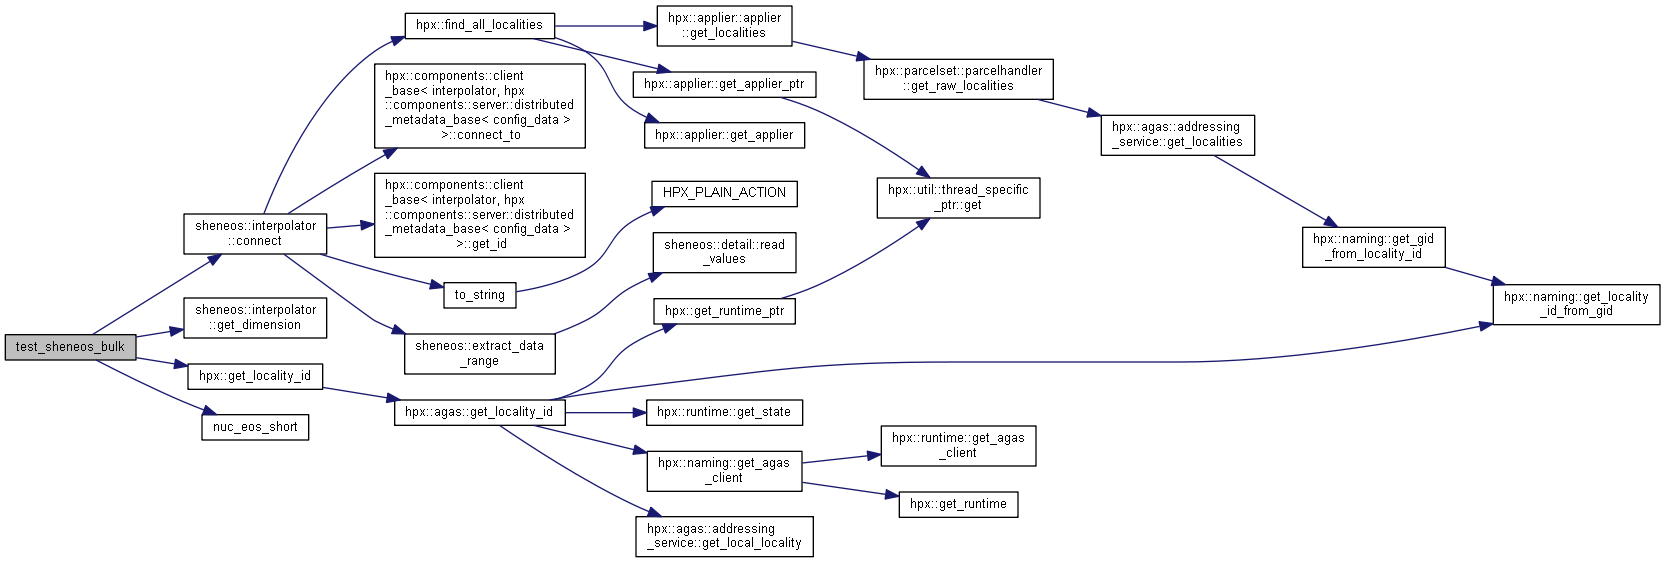 hpx::find_all_localities
hpx::applier::applier
::get_localities
hpx::components::client
_base< interpolator, hpx
::components::server::distributed
_metadata_base< config_data >
>::connect_to
hpx::applier::get_applier_ptr
hpx::parcelset::parcelhandler
::get_raw_localities
hpx::applier::get_applier
hpx::agas::addressing
_service::get_localities
hpx::components::client
_base< interpolator, hpx
::components::server::distributed
_metadata_base< config_data >
>::get_id
HPX_PLAIN_ACTION
hpx::util::thread_specific
_ptr::get
sheneos::interpolator
::connect
sheneos::detail::read
_values
hpx::naming::get_gid
_from_locality_id
to_string
hpx::get_runtime_ptr
hpx::naming::get_locality
_id_from_gid
sheneos::interpolator
::get_dimension
test_sheneos_bulk
sheneos::extract_data
_range
hpx::get_locality_id
hpx::agas::get_locality_id
hpx::runtime::get_state
nuc_eos_short
hpx::naming::get_agas
_client
hpx::runtime::get_agas
_client
hpx::get_runtime
hpx::agas::addressing
_service::get_local_locality